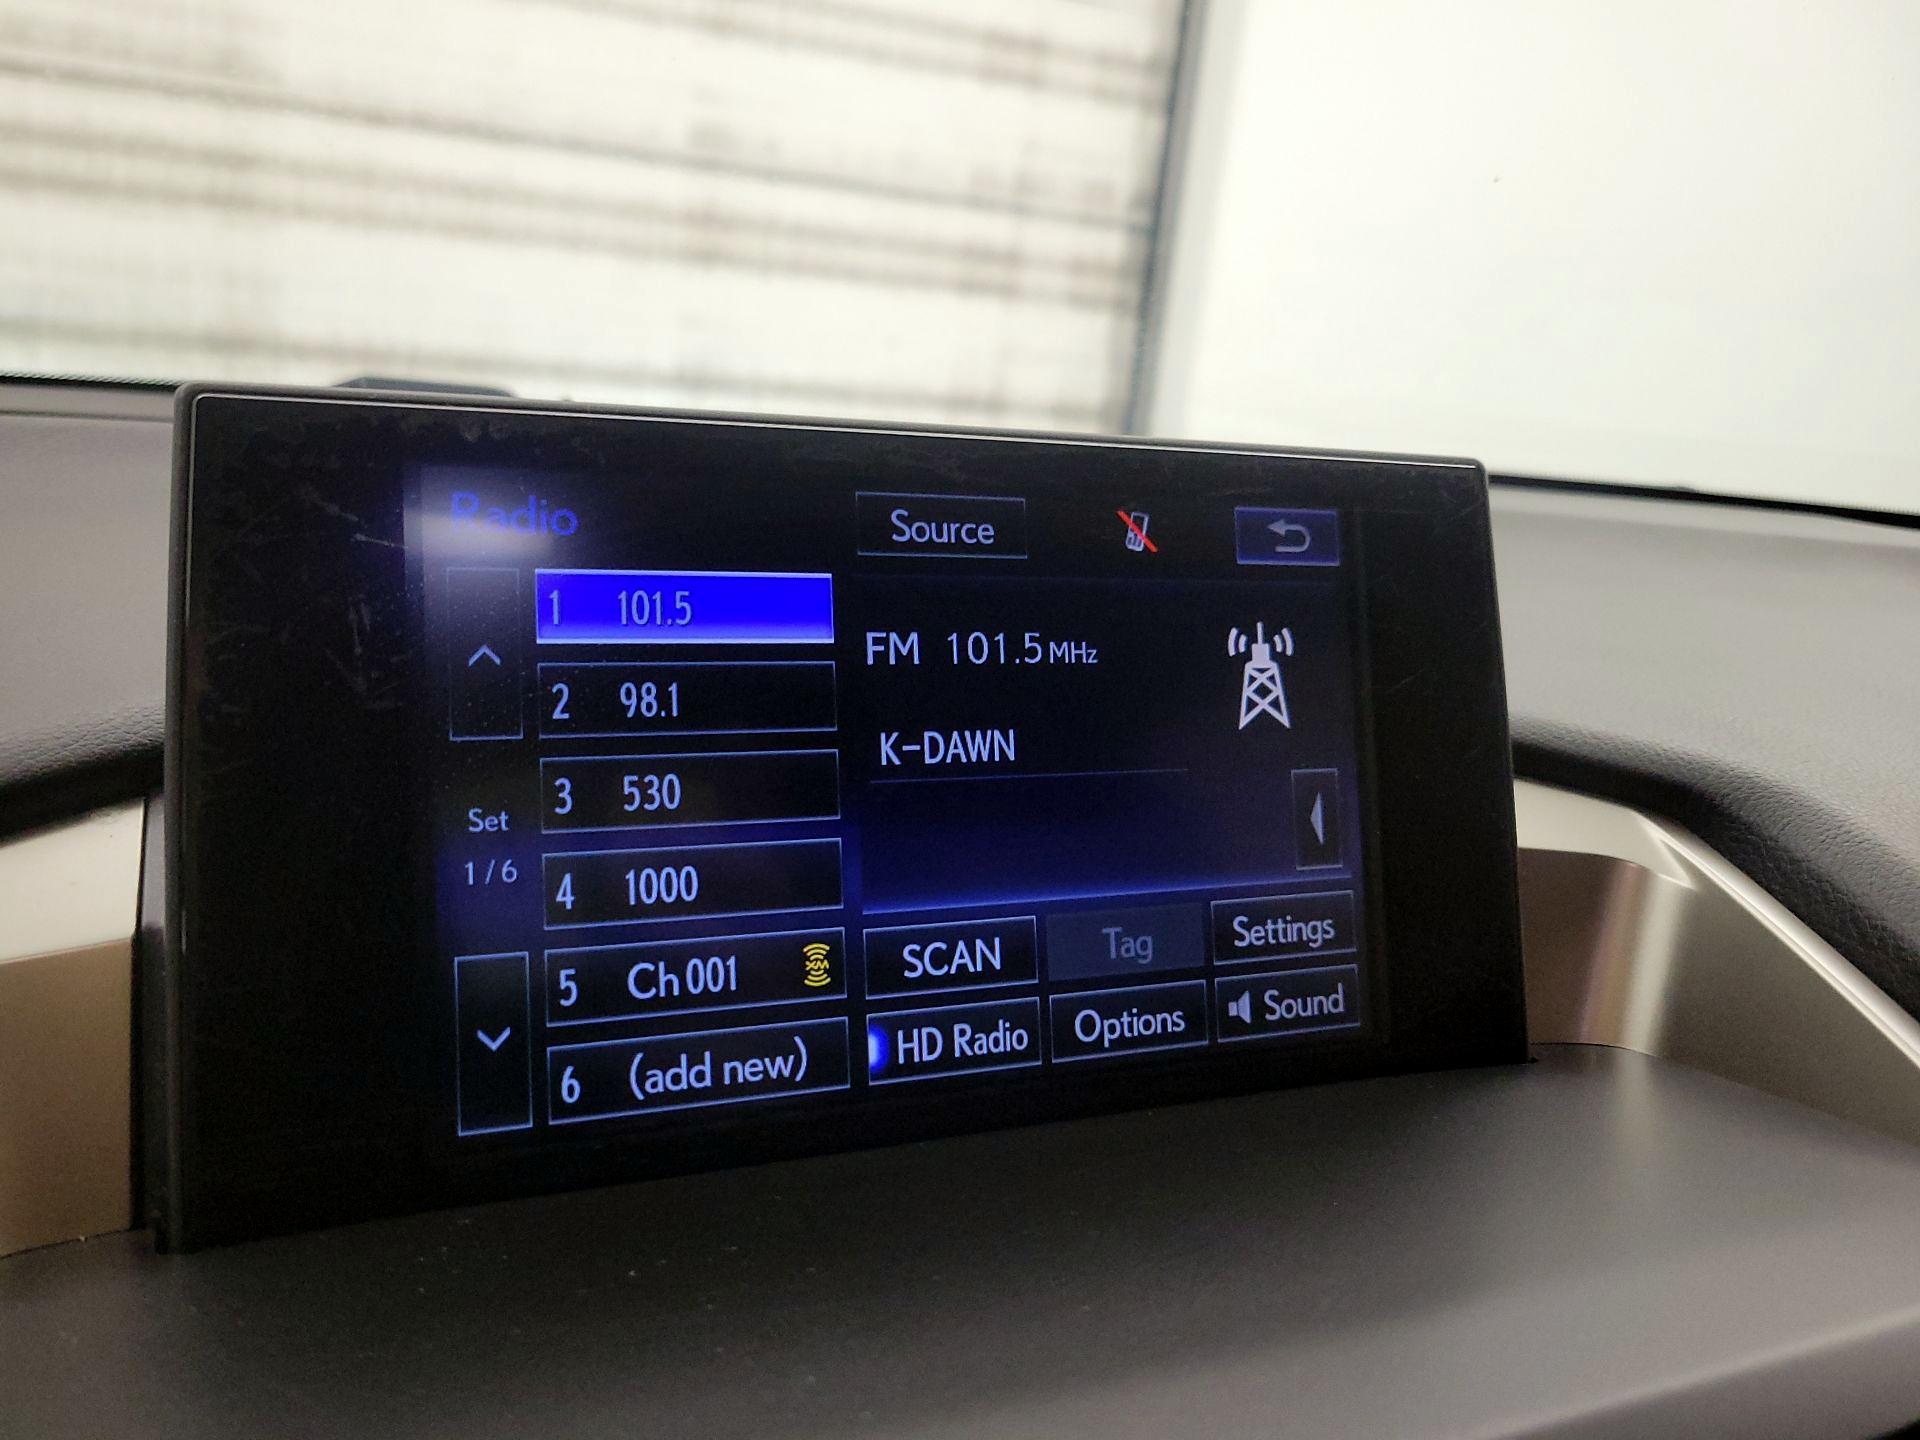 Radio
Source
1 101.5
2 98.1
3 530
4 1000
5 Ch 001 XM
6 (add new)
Set
1 / 6
FM 101.5 MHz
K-DAWN
SCAN
Tag
Settings
HD Radio
Options
Sound